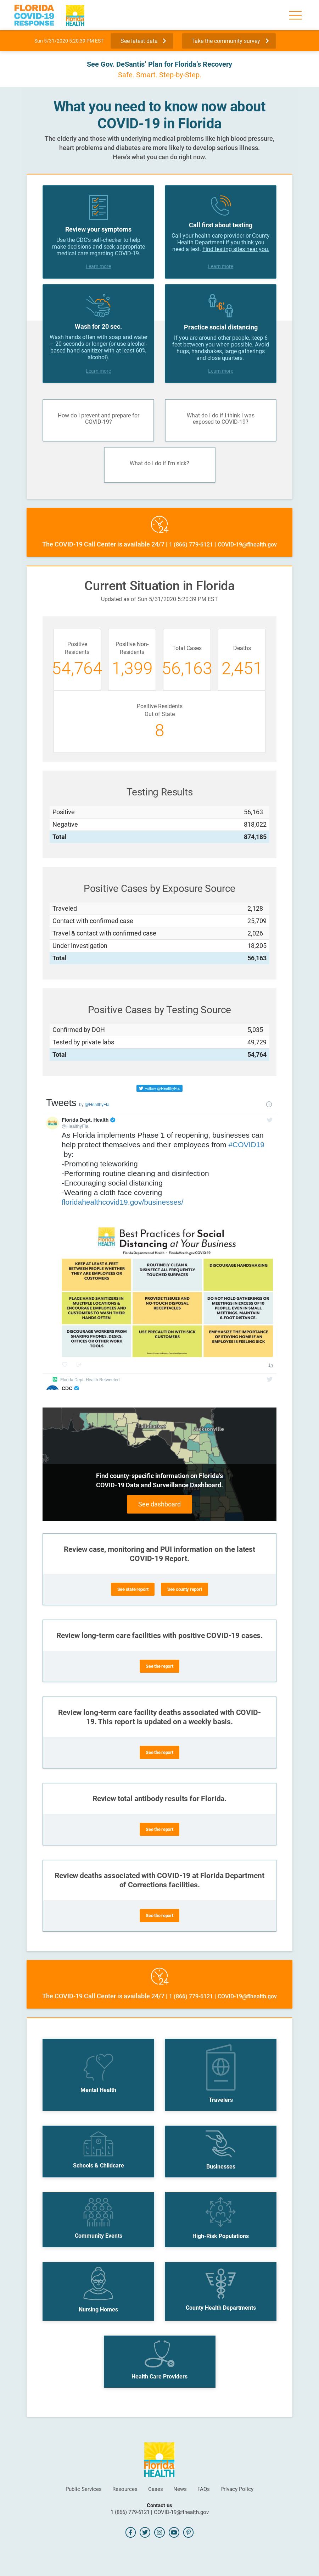 FLORIDA
COVID-19
RESPONSE
Florida
HEALTH
Sun 5/31/2020 5:20:39 PM EST
See latest data
Take the community survey
See Gov. DeSantis' Plan for Florida's Recovery
Safe. Smart. Step-by-Step.
What you need to know now about
COVID-19 in Florida
The elderly and those with underlying medical problems like high blood pressure,
heart problems and diabetes are more likely to develop serious illness.
Here's what you can do right now.
Review your symptoms
Use the CDC's self-checker to help
make decisions and seek appropriate
medical care regarding COVID-19.
Learn more
Call first about testing
Call your health care provider or County
Health Department if you think you
need a test. Find testing sites near you.
Learn more
Wash for 20 sec.
Wash hands often with soap and water
– 20 seconds or longer (or use alcohol-
based hand sanitizer with at least 60%
alcohol).
Learn more
Practice social distancing
If you are around other people, keep 6
feet between you when possible. Avoid
hugs, handshakes, large gatherings
and close quarters.
Learn more
How do I prevent and prepare for
COVID-19?
What do I do if I think I was
exposed to COVID-19?
What do I do if I'm sick?
24
The COVID-19 Call Center is available 24/7 | 1 (866) 779-6121 | COVID-19@flhealth.gov
Current Situation in Florida
Updated as of Sun 5/31/2020 5:20:39 PM EST
Positive
Residents
54,764
Positive Non-
Residents
1,399
Total Cases
56,163
Deaths
2,451
Positive Residents
Out of State
8
Testing Results
Positive 56,163
Negative 818,022
Total 874,185
Positive Cases by Exposure Source
Traveled 2,128
Contact with confirmed case 25,709
Travel & contact with confirmed case 2,026
Under Investigation 18,205
Total 56,163
Positive Cases by Testing Source
Confirmed by DOH 5,035
Tested by private labs 49,729
Total 54,764
Follow @HealthyFla
Tweets by @HealthyFla
Florida Dept. Health
@HealthyFla
As Florida implements Phase 1 of reopening, businesses can
help protect themselves and their employees from #COVID19
by:
-Promoting teleworking
-Performing routine cleaning and disinfection
-Encouraging social distancing
-Wearing a cloth face covering
floridahealthcovid19.gov/businesses/
Florida
HEALTH
Best Practices for Social
Distancing at Your Business
Florida Department of Health • FloridaHealth.gov/COVID-19
KEEP AT LEAST 6-FEET
BETWEEN PEOPLE WHETHER
THEY ARE EMPLOYEES OR
CUSTOMERS
ROUTINELY CLEAN &
DISINFECT ALL FREQUENTLY
TOUCHED SURFACES
DISCOURAGE HANDSHAKING
PLACE HAND SANITIZERS IN
MULTIPLE LOCATIONS &
ENCOURAGE EMPLOYEES AND
CUSTOMERS TO WASH THEIR
HANDS OFTEN
PROVIDE TISSUES AND
NO-TOUCH DISPOSAL
RECEPTACLES
DO NOT HOLD GATHERINGS OR
MEETINGS IN EXCESS OF 10
PEOPLE, EVEN IN SMALL
MEETINGS, MAINTAIN
6-FOOT DISTANCE
DISCOURAGE WORKERS FROM
SHARING PHONES, DESKS,
OFFICES OR OTHER WORK
TOOLS
USE PRECAUTION WITH SICK
CUSTOMERS
EMPHASIZE THE IMPORTANCE
OF STAYING HOME IF AN
EMPLOYEE IS FEELING SICK
Florida Dept. Health Retweeted
CDC
Tallahassee
Jacksonville
Find county-specific information on Florida's
COVID-19 Data and Surveillance Dashboard.
See dashboard
Review case, monitoring and PUI information on the latest
COVID-19 Report.
See state report
See county report
Review long-term care facilities with positive COVID-19 cases.
See the report
Review long-term care facility deaths associated with COVID-
19. This report is updated on a weekly basis.
See the report
Review total antibody results for Florida.
See the report
Review deaths associated with COVID-19 at Florida Department
of Corrections facilities.
See the report
24
The COVID-19 Call Center is available 24/7 | 1 (866) 779-6121 | COVID-19@flhealth.gov
Mental Health
Travelers
Schools & Childcare
Businesses
Community Events
High-Risk Populations
Nursing Homes
County Health Departments
Health Care Providers
Florida
HEALTH
Public Services Resources Cases News FAQs Privacy Policy
Contact us
1 (866) 779-6121 | COVID-19@flhealth.gov